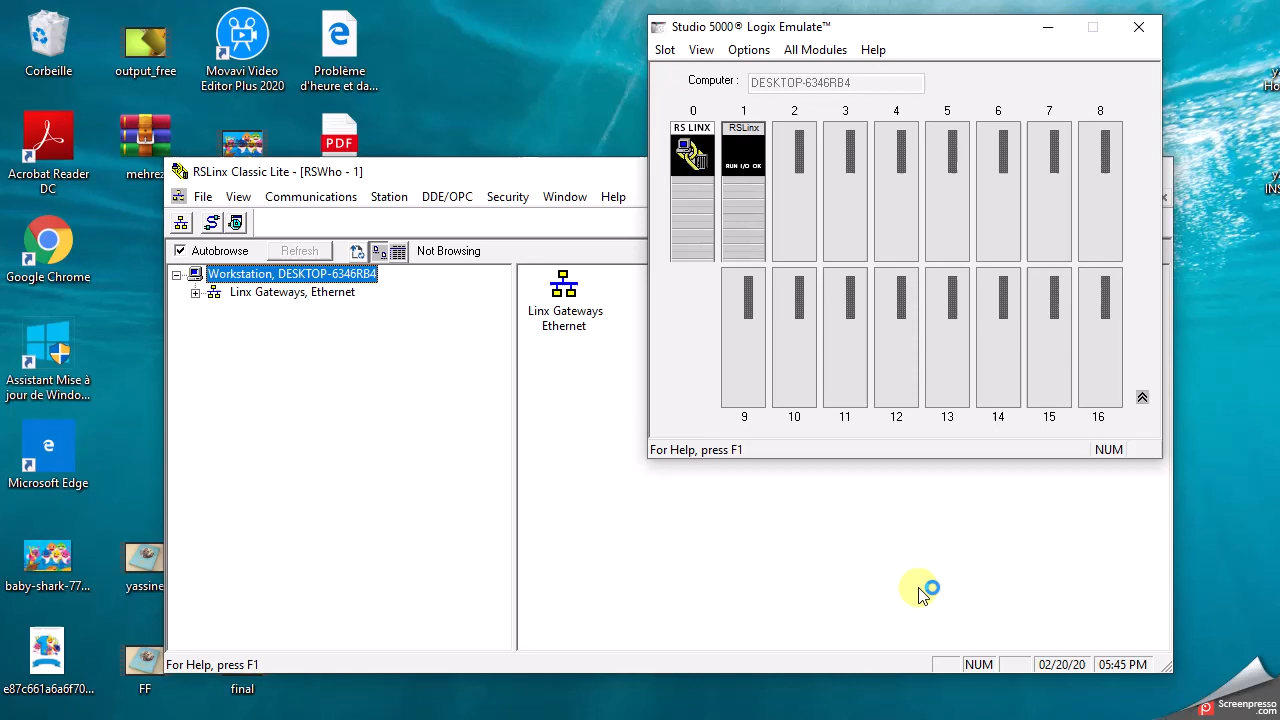 Corbeille
output_free
Movavi Video
Editor Plus 2020
Problème
d'heure et da...
Acrobat Reader
DC
mehrez
PDF
Google Chrome
Assistant Mise à
jour de Windo...
Microsoft Edge
baby-shark-77...
yassine
e87c661a6a6f70...
FF
final
RSLinx Classic Lite - [RSWho - 1]
File View Communications Station DDE/OPC Security Window Help
Autobrowse Refresh Not Browsing
Workstation, DESKTOP-6346RB4
Linx Gateways, Ethernet
Linx Gateways
Ethernet
For Help, press F1
NUM 02/20/20 05:45 PM
Studio 5000® Logix Emulate™
Slot View Options All Modules Help
Computer : DESKTOP-6346RB4
0 1 2 3 4 5 6 7 8
RS LINX RSLinx
RUN I/O OK
9 10 11 12 13 14 15 16
For Help, press F1 NUM
Screenpresso
.com